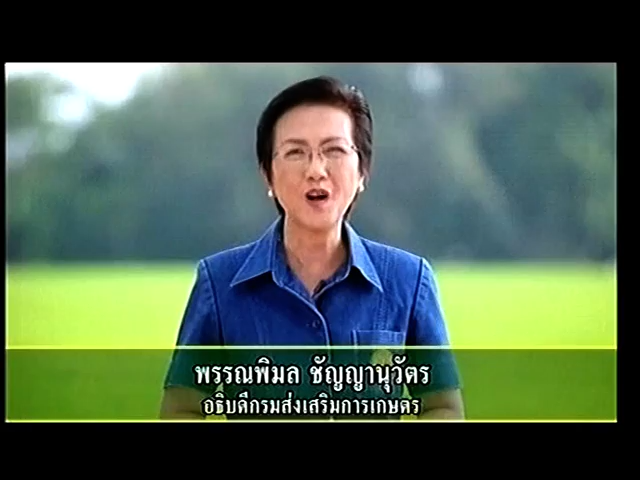 พรรณพิมล ชัญญานุวัตร
อธิบดีกรมส่งเสริมการเกษตร